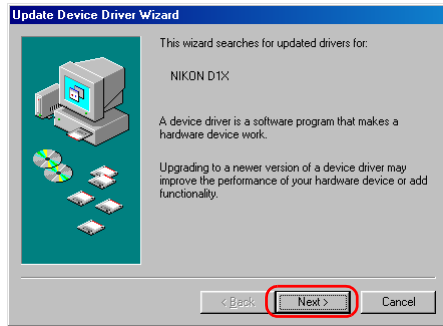 Update Device Driver Wizard
This wizard searches for updated drivers for:
NIKON D1X
A device driver is a software program that makes a
hardware device work.
Upgrading to a newer version of a device driver may
improve the performance of your hardware device or add
functionality.
< Back
Next >
Cancel